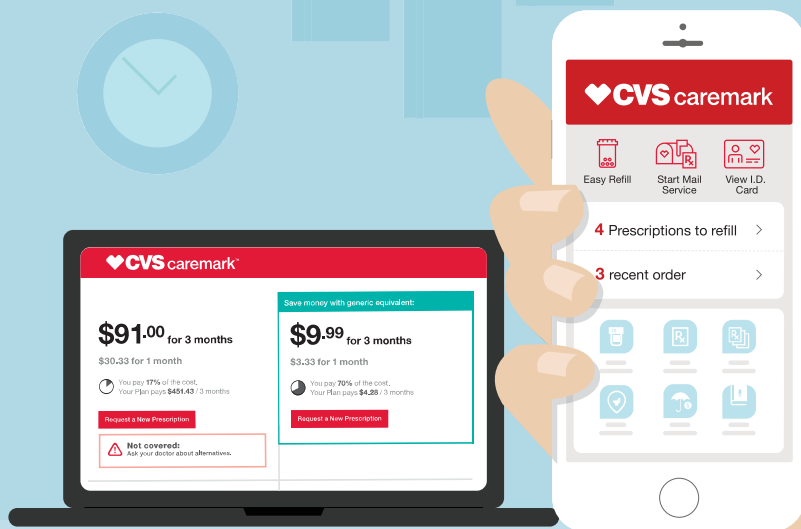 CVS caremark™
$91.00 for 3 months
$30.33 for 1 month
You pay 17% of the cost,
Your Plan pays $451.43 / 3 months
Request a New Prescription
Not covered:
Ask your doctor about alternatives.
Save money with generic equivalent:
$9.99 for 3 months
$3.33 for 1 month
You pay 70% of the cost,
Your Plan pays $4.28 / 3 months
Request a New Prescription
CVS caremark
Easy Refill
Start Mail
Service
View I.D.
Card
4 Prescriptions to refill
3 recent order